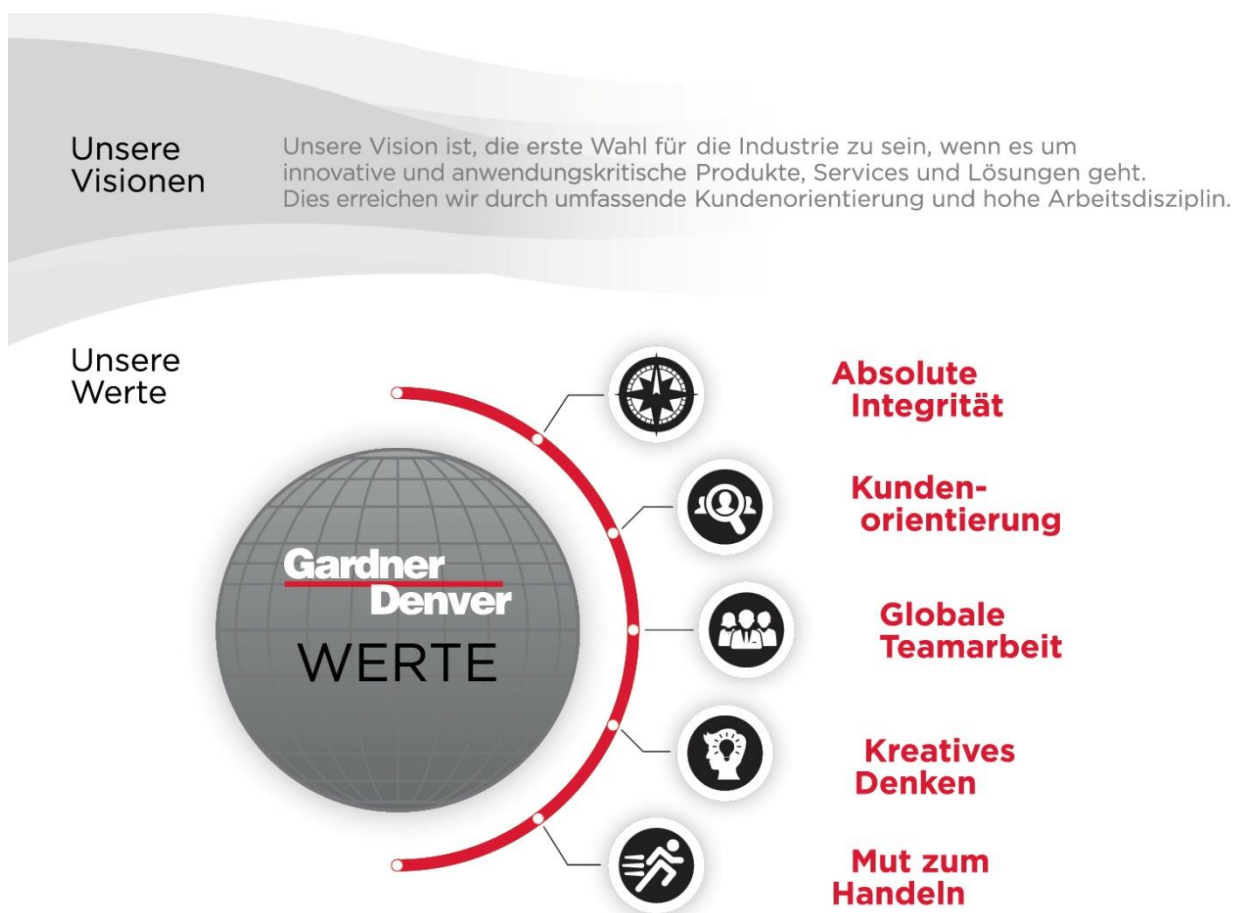 Unsere
Visionen
Unsere Vision ist, die erste Wahl für die Industrie zu sein, wenn es um
innovative und anwendungskritische Produkte, Services und Lösungen geht.
Dies erreichen wir durch umfassende Kundenorientierung und hohe Arbeitsdisziplin.
Unsere
Werte
Gardner
Denver
WERTE
Absolute
Integrität
Kunden-
orientierung
Globale
Teamarbeit
Kreatives
Denken
Mut zum
Handeln